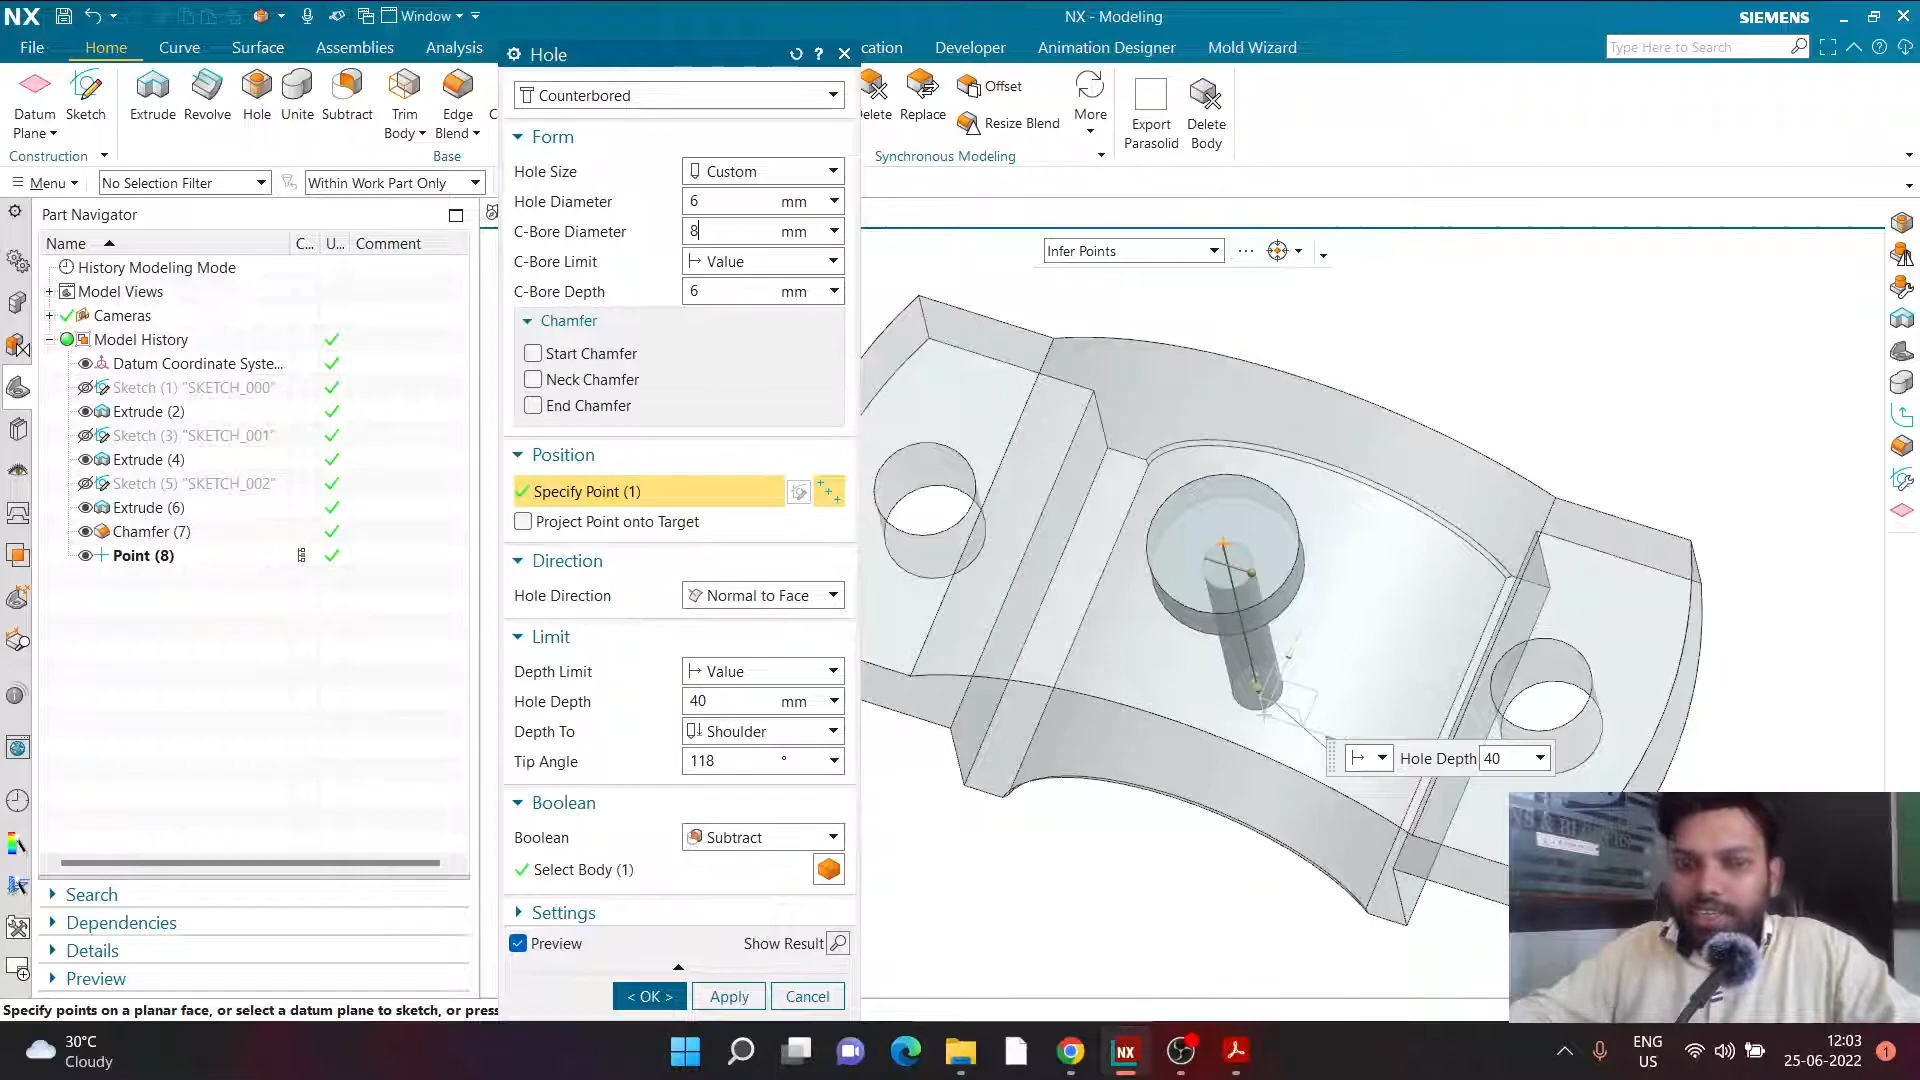 NX
Window
NX - Modeling
SIEMENS
File
Home
Curve
Surface
Assemblies
Analysis
Hole
Developer
Animation Designer
Mold Wizard
Type Here to Search
Datum Plane
Sketch
Extrude
Revolve
Hole
Unite
Subtract
Trim Body
Edge Blend
Counterbored
Replace
Offset
Resize Blend
More
Export Parasolid
Delete Body
Construction
Base
Synchronous Modeling
Form
Menu
No Selection Filter
Within Work Part Only
Hole Size
Custom
Hole Diameter
6
mm
C-Bore Diameter
8
mm
C-Bore Limit
Value
C-Bore Depth
6
mm
Chamfer
Start Chamfer
Neck Chamfer
End Chamfer
Position
Specify Point (1)
Project Point onto Target
Direction
Hole Direction
Normal to Face
Limit
Depth Limit
Value
Hole Depth
40
mm
Depth To
Shoulder
Tip Angle
118
°
Boolean
Boolean
Subtract
Select Body (1)
Settings
Preview
Show Result
< OK >
Apply
Cancel
Part Navigator
Name
C...
U...
Comment
History Modeling Mode
Model Views
Cameras
Model History
Datum Coordinate Syste...
Sketch (1) "SKETCH_000"
Extrude (2)
Sketch (3) "SKETCH_001"
Extrude (4)
Sketch (5) "SKETCH_002"
Extrude (6)
Chamfer (7)
Point (8)
Search
Dependencies
Details
Preview
Infer Points
Hole Depth
40
Specify points on a planar face, or select a datum plane to sketch, or press
30°C
Cloudy
NX
ENG
US
12:03
25-06-2022
1